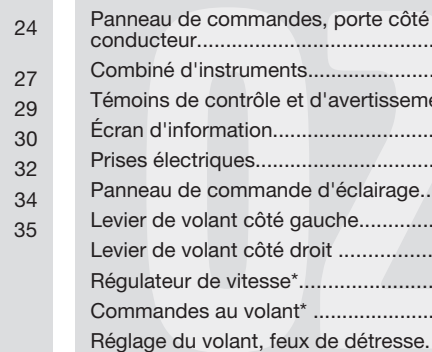 24
27
29
30
32
34
35
Panneau de commandes, porte côté
conducteur..................................
Combiné d'instruments...................
Témoins de contrôle et
Écran d'information........................
Prises électriques...........................
Panneau de commande d'éclairage..
Levier de volant côté gauche............
Levier de volant côté droit ...............
Régulateur de vitesse*.....................
Commandes au volant* ...................
Réglage du volant, feux de détresse.
02